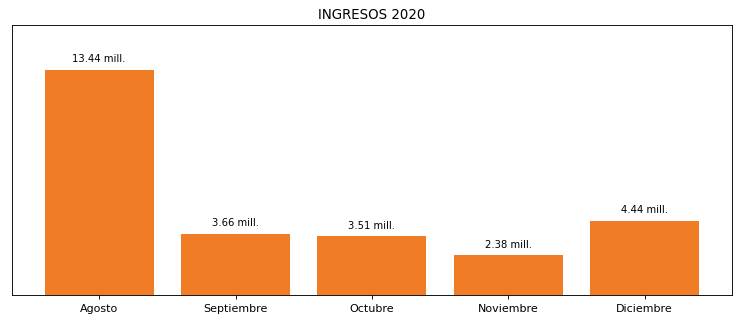 INGRESOS 2020
13.44 mill.
3.66 mill.
3.51 mill.
2.38 mill.
4.44 mill.
Agosto
Septiembre
Octubre
Noviembre
Diciembre